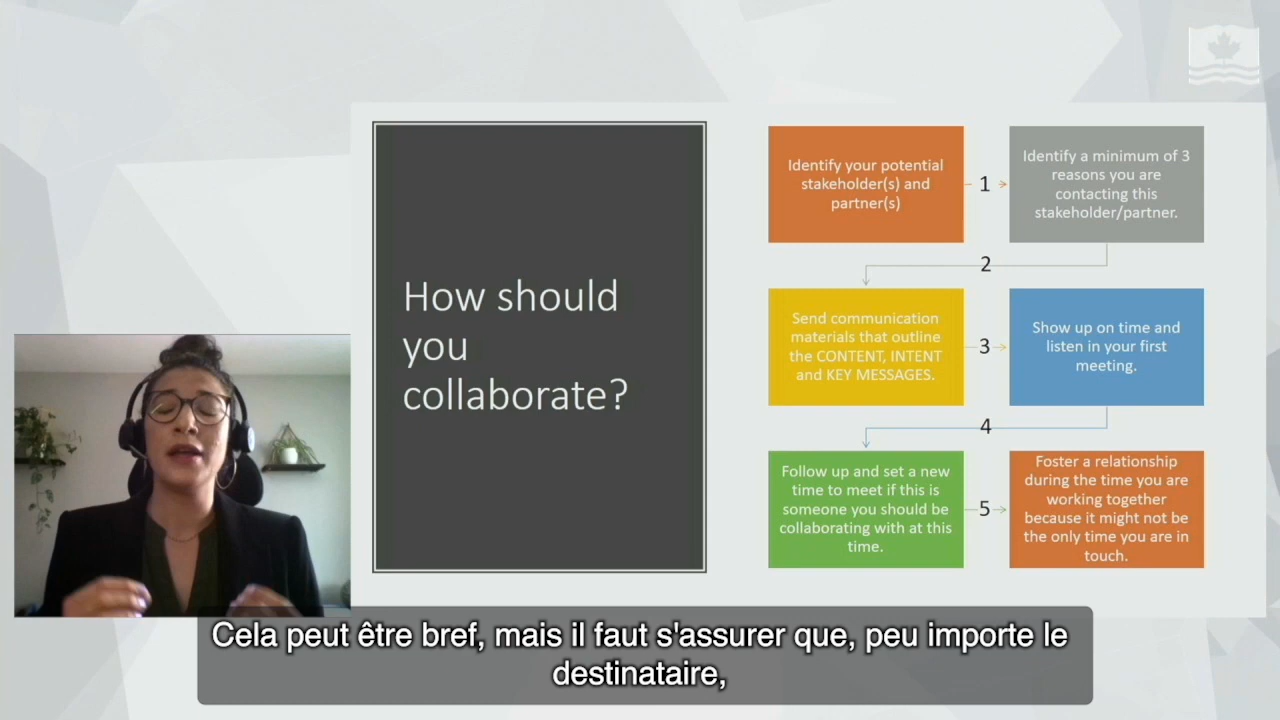 How should
you
collaborate?
Identify your potential
stakeholder(s) and
partner(s)
1
Identify a minimum of 3
reasons you are
contacting this
stakeholder/partner.
2
Send communication
materials that outline
the CONTENT, INTENT
and KEY MESSAGES.
3
Show up on time and
listen in your first
meeting.
4
Follow up and set a new
time to meet if this is
someone you should be
collaborating with at this
time.
5
Foster a relationship
during the time you are
working together
because it might not be
the only time you are in
touch.
Cela peut être bref, mais il faut s'assurer que, peu importe le
destinataire,